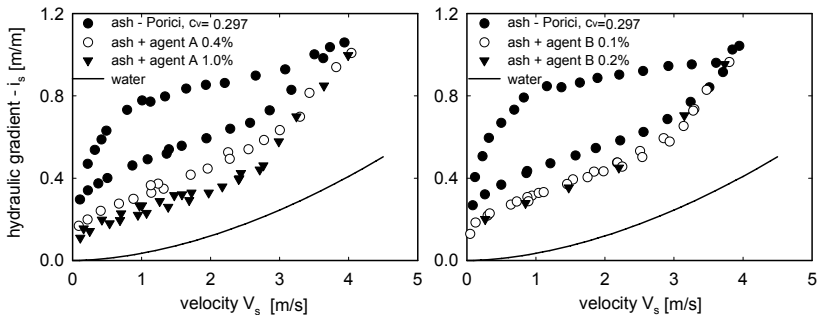 hydraulic gradient - i_s [m/m]
1.2
0.8
0.4
0.0
ash - Porici, cv= 0.297
ash + agent A 0.4%
ash + agent A 1.0%
water
0 1 2 3 4 5
velocity V_s [m/s]
1.2
0.8
0.4
0.0
ash - Porici, cv=0.297
ash + agent B 0.1%
ash + agent B 0.2%
water
0 1 2 3 4 5
velocity V_s [m/s]